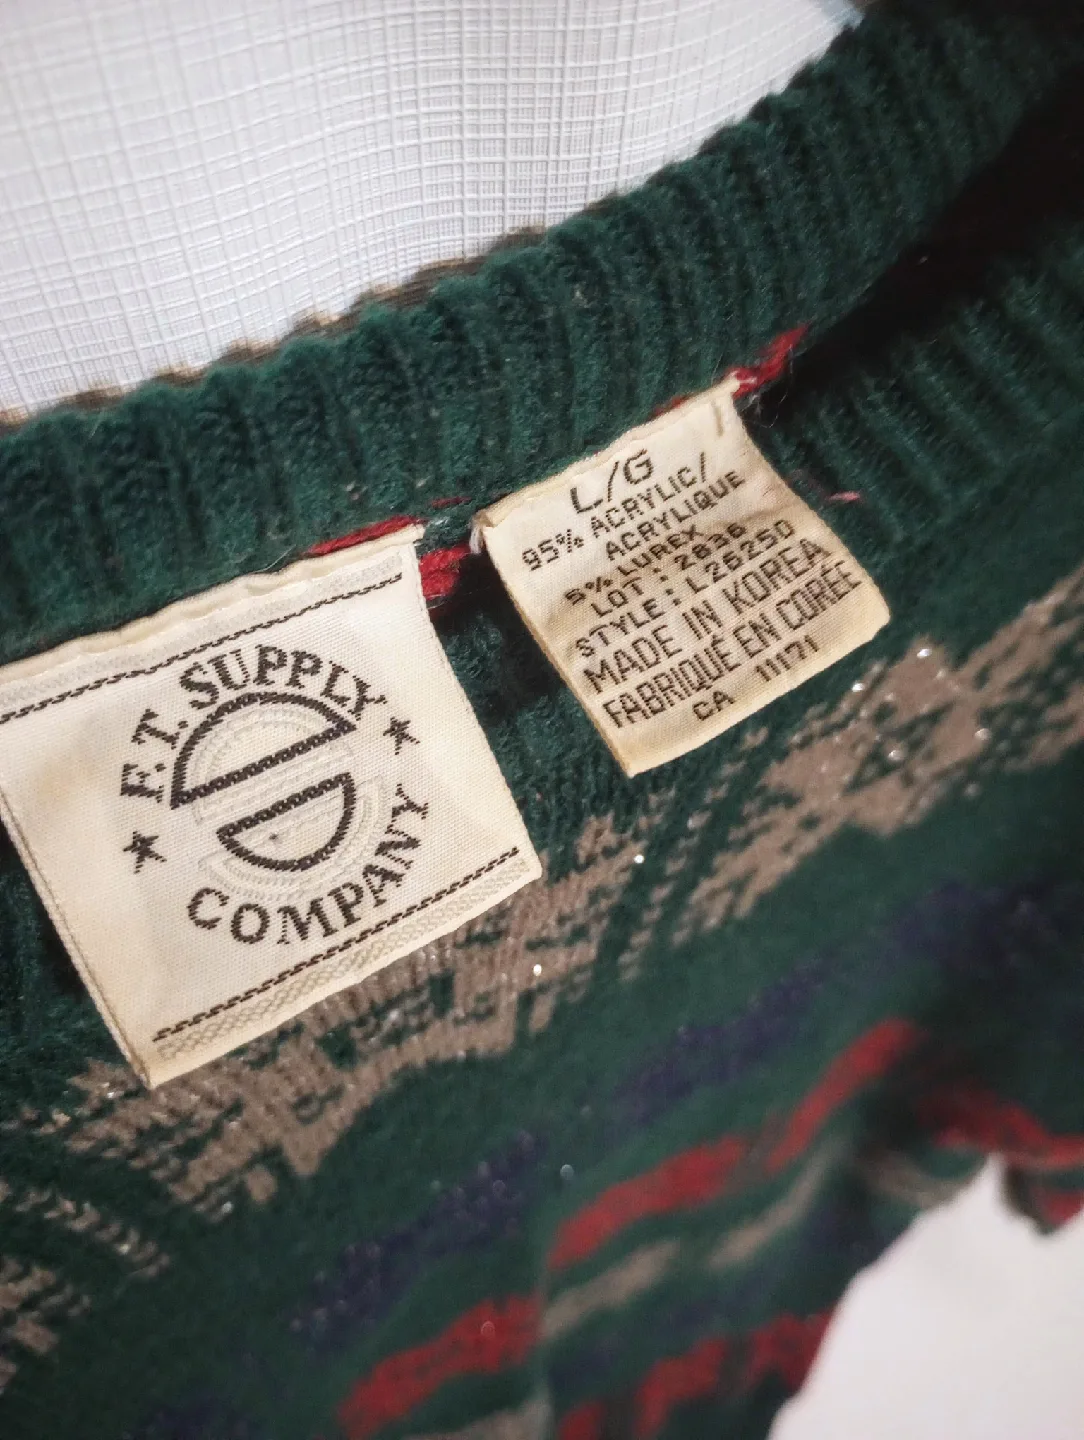 F.T. SUPPLY
COMPANY
L/G
95% ACRYLIC/
ACRYLIQUE
5% LUREX
LOT : 2636
STYLE : L26250
MADE IN KOREA
FABRIQUÉ EN CORÉE
CA 11171